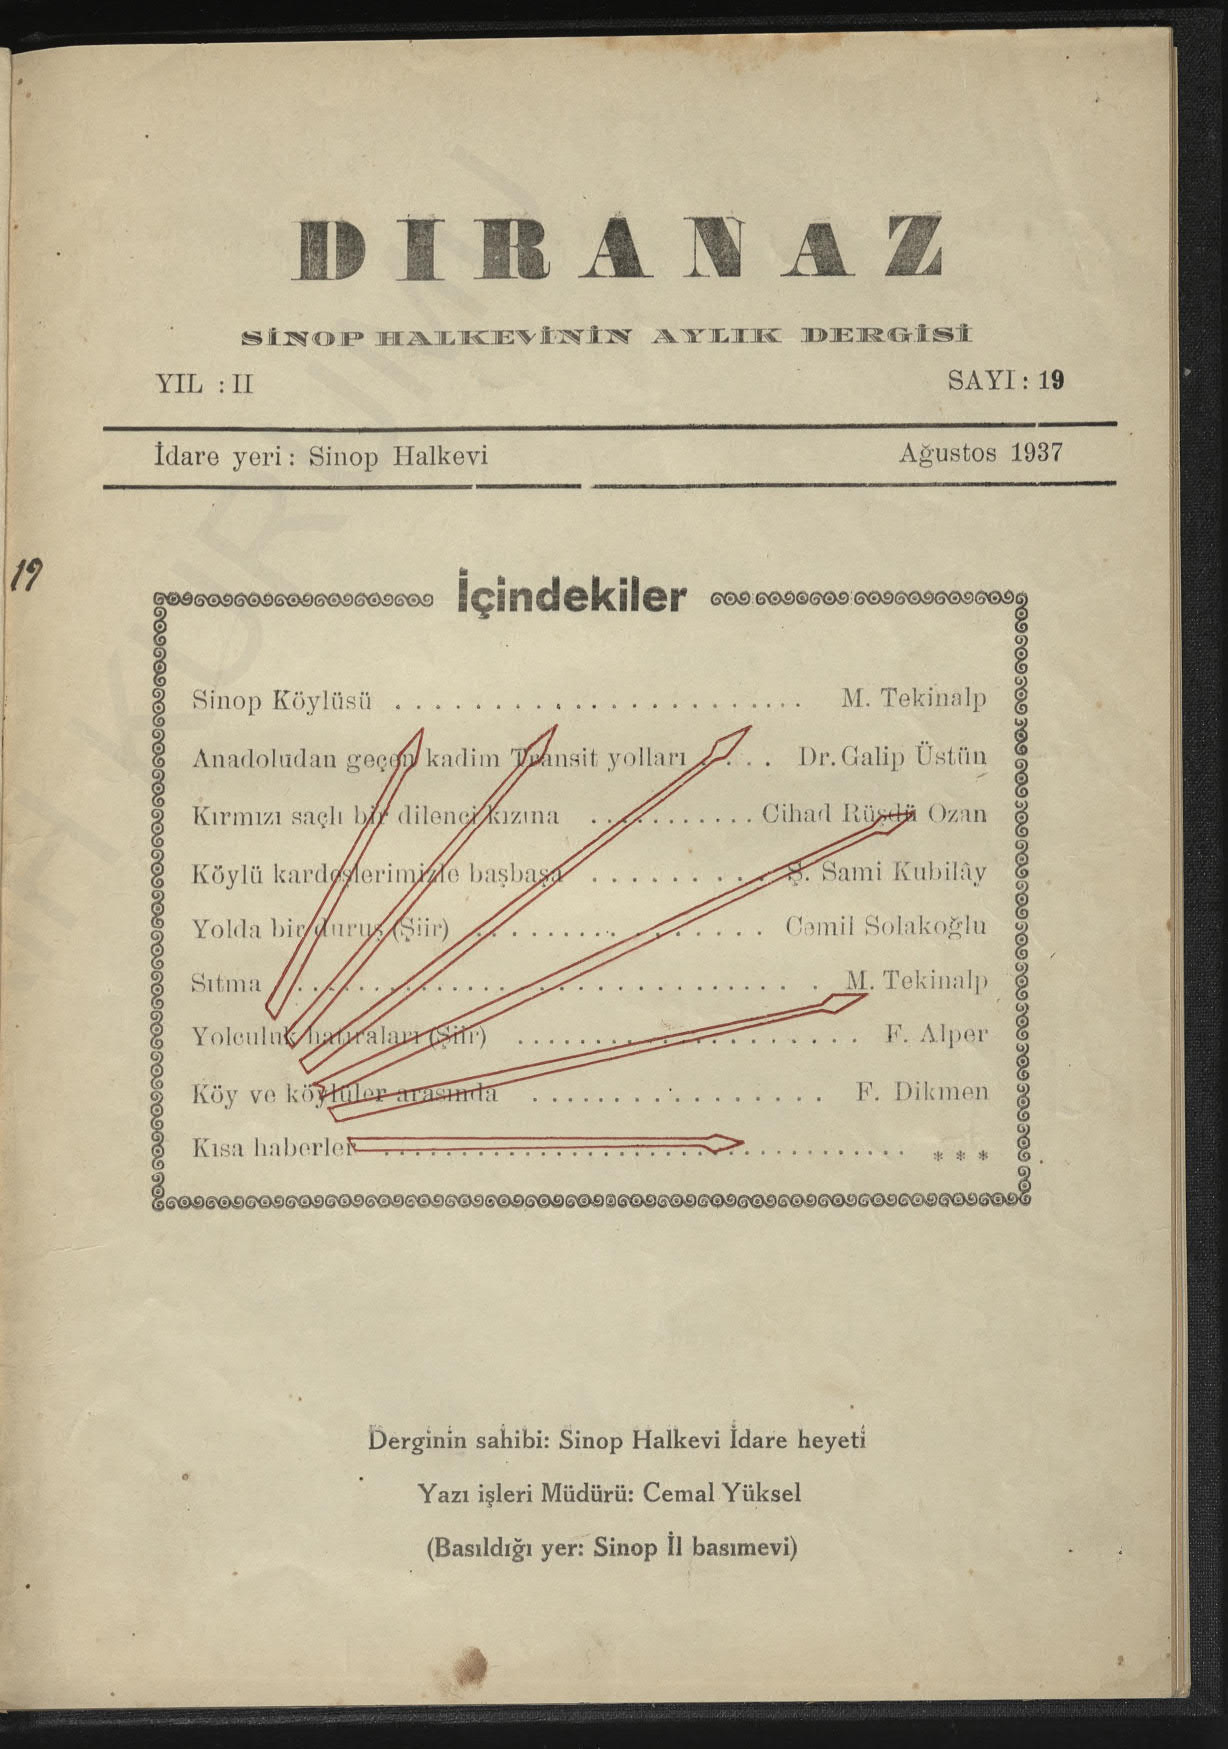 DIRANAZ
SİNOP HALKEVİNİN AYLIK DERGİSİ
YIL : II SAYI : 19
İdare yeri : Sinop Halkevi Ağustos 1937
19
İçindekiler
Sinop Köylüsü . . . . . . . . . . . . . . . . . . . . . . M. Tekinalp
Anadoludan geçen kadim Transit yolları . . . . Dr. Galip Üstün
Kırmızı saçlı bir dilenci kızına . . . . . . . . . . . Cihad Rüşdü Ozan
Köylü kardeşlerimizle başbaşa . . . . . . . . . Ş. Sami Kubilây
Yolda bir duruş (Şiir) . . . . . . . . . . . . . . . Cemil Solakoğlu
Sıtma . . . . . . . . . . . . . . . . . . . . . . . . . . . M. Tekinalp
Yolculuk hatıraları (Şiir) . . . . . . . . . . . . . . . . . F. Alper
Köy ve köylüler arasında . . . . . . . . . . . . . . . F. Dikmen
Kısa haberler . . . . . . . . . . . . . . . . . . . . . . . . . . . * * *
Derginin sahibi: Sinop Halkevi İdare heyeti
Yazı işleri Müdürü: Cemal Yüksel
(Basıldığı yer: Sinop İl basımevi)